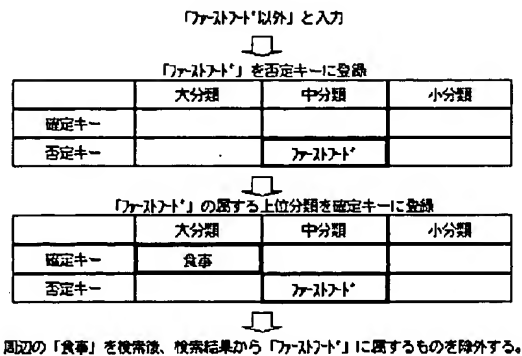 「ﾌｧｰｽﾄﾌｰﾄﾞ以外」と入力
「ﾌｧｰｽﾄﾌｰﾄﾞ」を否定キーに登録
大分類 中分類 小分類
確定キー
否定キー ﾌｧｰｽﾄﾌｰﾄﾞ
「ﾌｧｰｽﾄﾌｰﾄﾞ」の属する上位分類を確定キーに登録
大分類 中分類 小分類
確定キー 食事
否定キー ﾌｧｰｽﾄﾌｰﾄﾞ
周辺の「食事」を検索後、検索結果から「ﾌｧｰｽﾄﾌｰﾄﾞ」に属するものを除外する。